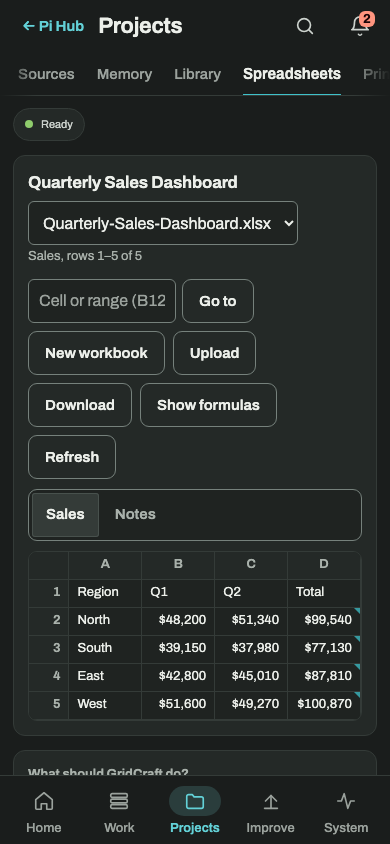 ← Pi Hub Projects 2
Sources Memory Library Spreadsheets
Ready
Quarterly Sales Dashboard
Quarterly-Sales-Dashboard.xlsx
Sales, rows 1–5 of 5
Cell or range (B12 Go to
New workbook Upload
Download Show formulas
Refresh
Sales Notes
A B C D
1 Region Q1 Q2 Total
2 North $48,200 $51,340 $99,540
3 South $39,150 $37,980 $77,130
4 East $42,800 $45,010 $87,810
5 West $51,600 $49,270 $100,870
What should GridCraft do?
Home Work Projects Improve System